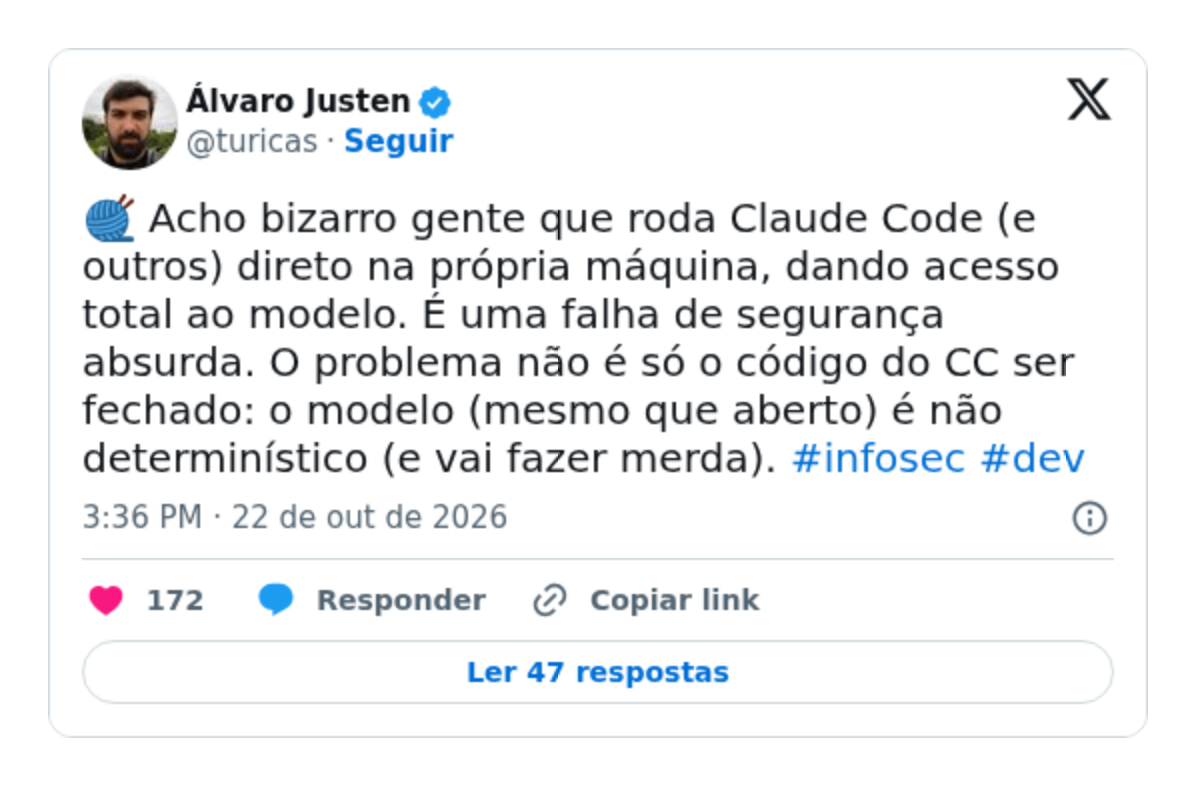 Álvaro Justen
@turicas · Seguir
🧶 Acho bizarro gente que roda Claude Code (e
outros) direto na própria máquina, dando acesso
total ao modelo. É uma falha de segurança
absurda. O problema não é só o código do CC ser
fechado: o modelo (mesmo que aberto) é não
determinístico (e vai fazer merda). #infosec #dev
3:36 PM · 22 de out de 2026
172 Responder Copiar link
Ler 47 respostas